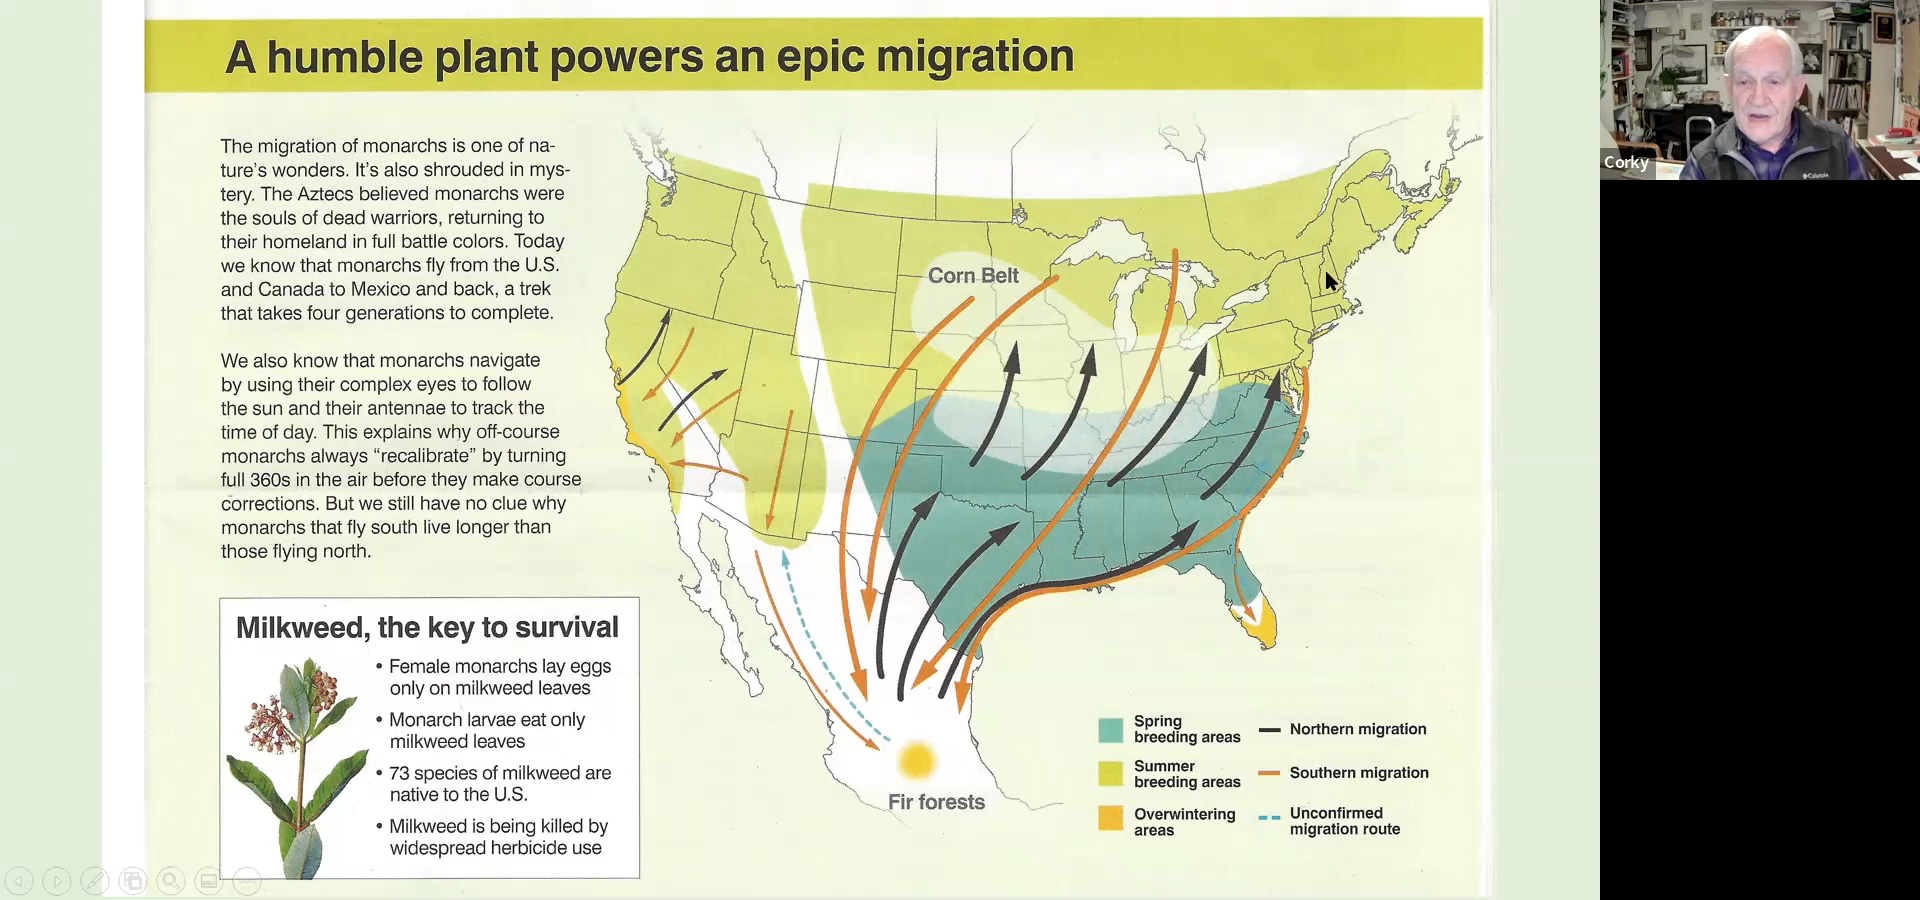 A humble plant powers an epic migration
The migration of monarchs is one of na-
ture's wonders. It's also shrouded in mys-
tery. The Aztecs believed monarchs were
the souls of dead warriors, returning to
their homeland in full battle colors. Today
we know that monarchs fly from the U.S.
and Canada to Mexico and back, a trek
that takes four generations to complete.
We also know that monarchs navigate
by using their complex eyes to follow
the sun and their antennae to track the
time of day. This explains why off-course
monarchs always “recalibrate” by turning
full 360s in the air before they make course
corrections. But we still have no clue why
monarchs that fly south live longer than
those flying north.
Milkweed, the key to survival
• Female monarchs lay eggs
only on milkweed leaves
• Monarch larvae eat only
milkweed leaves
• 73 species of milkweed are
native to the U.S.
• Milkweed is being killed by
widespread herbicide use
Corn Belt
Fir forests
Spring
breeding areas
Summer
breeding areas
Overwintering
areas
Northern migration
Southern migration
Unconfirmed
migration route
Corky
Columbia